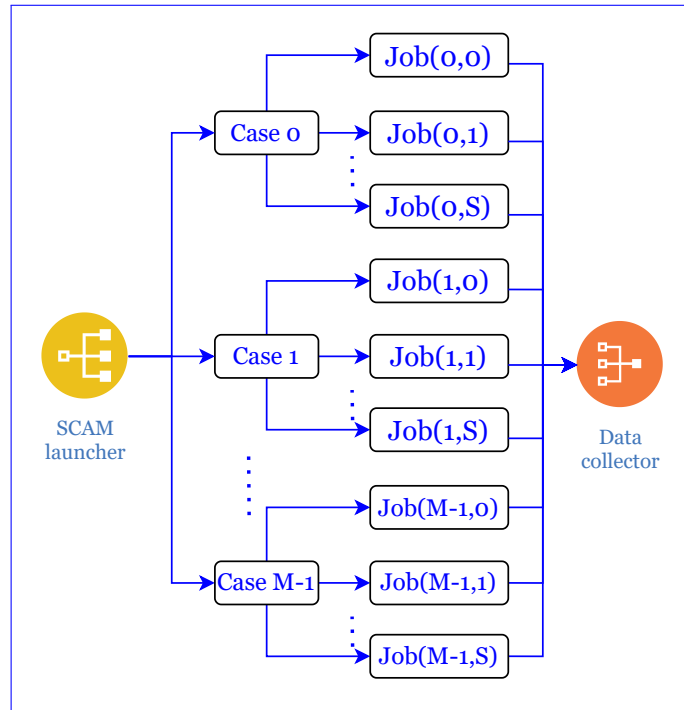 Job(0,0)
Case 0
Job(0,1)
Job(0,S)
Job(1,0)
Case 1
Job(1,1)
Job(1,S)
SCAM
launcher
Data
collector
Job(M-1,0)
Case M-1
Job(M-1,1)
Job(M-1,S)